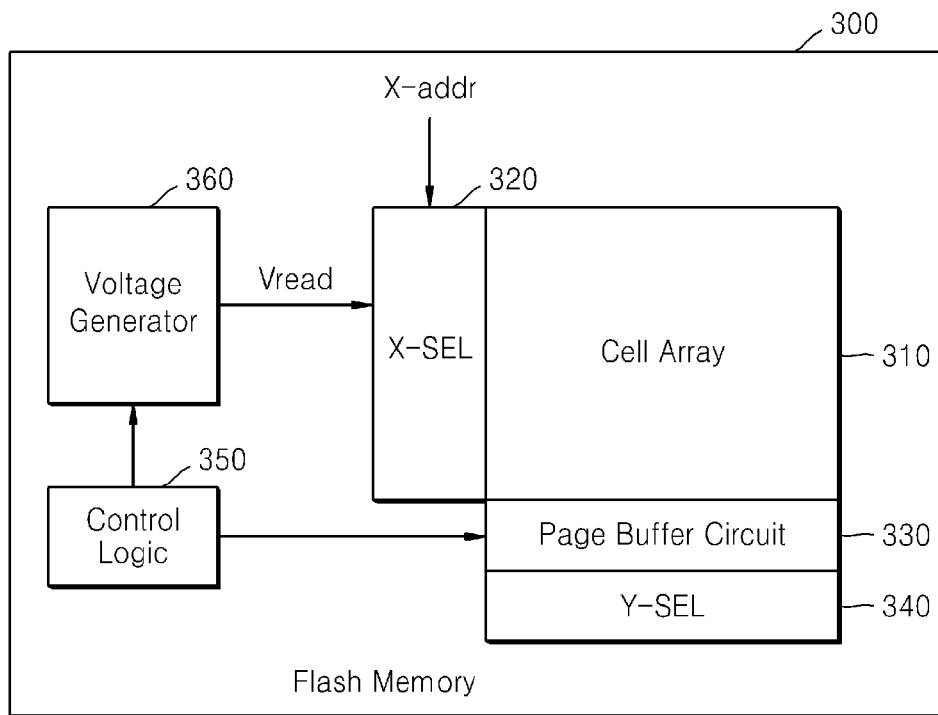 300
X-addr
360
320
Voltage
Generator
Vread
X-SEL
Cell Array
310
350
Control
Logic
Page Buffer Circuit
330
Y-SEL
340
Flash Memory